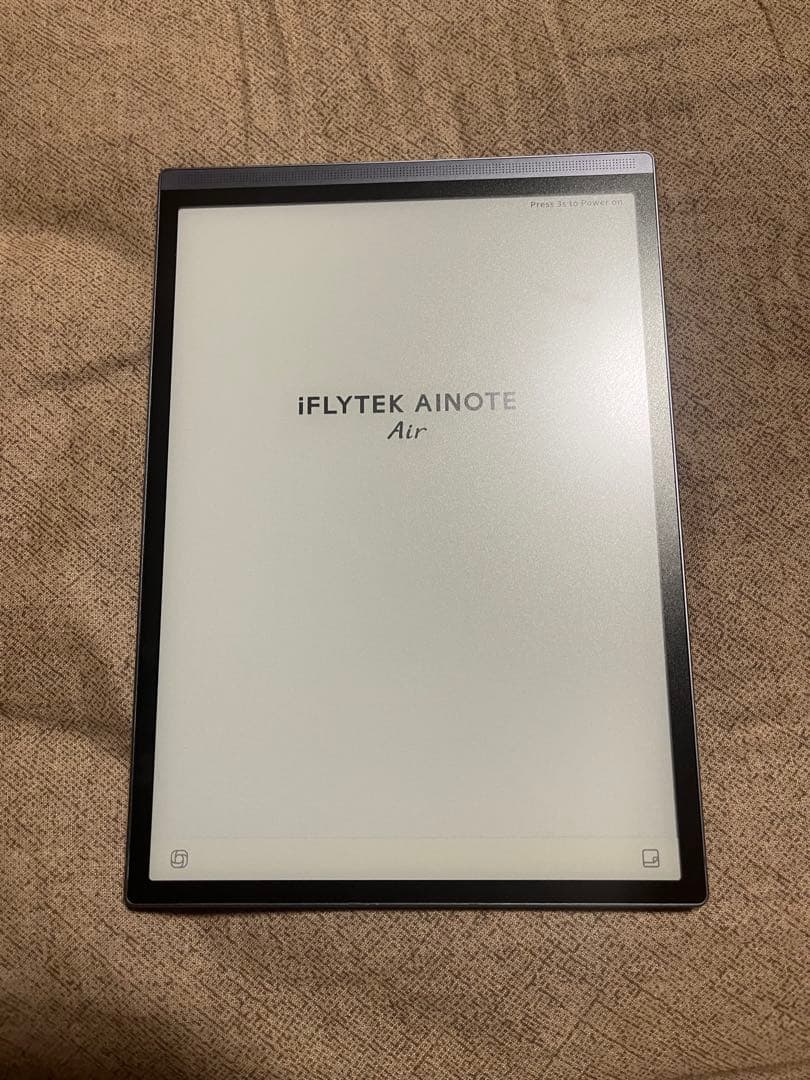 Press 3s to Power on
iFLYTEK AINOTE
Air